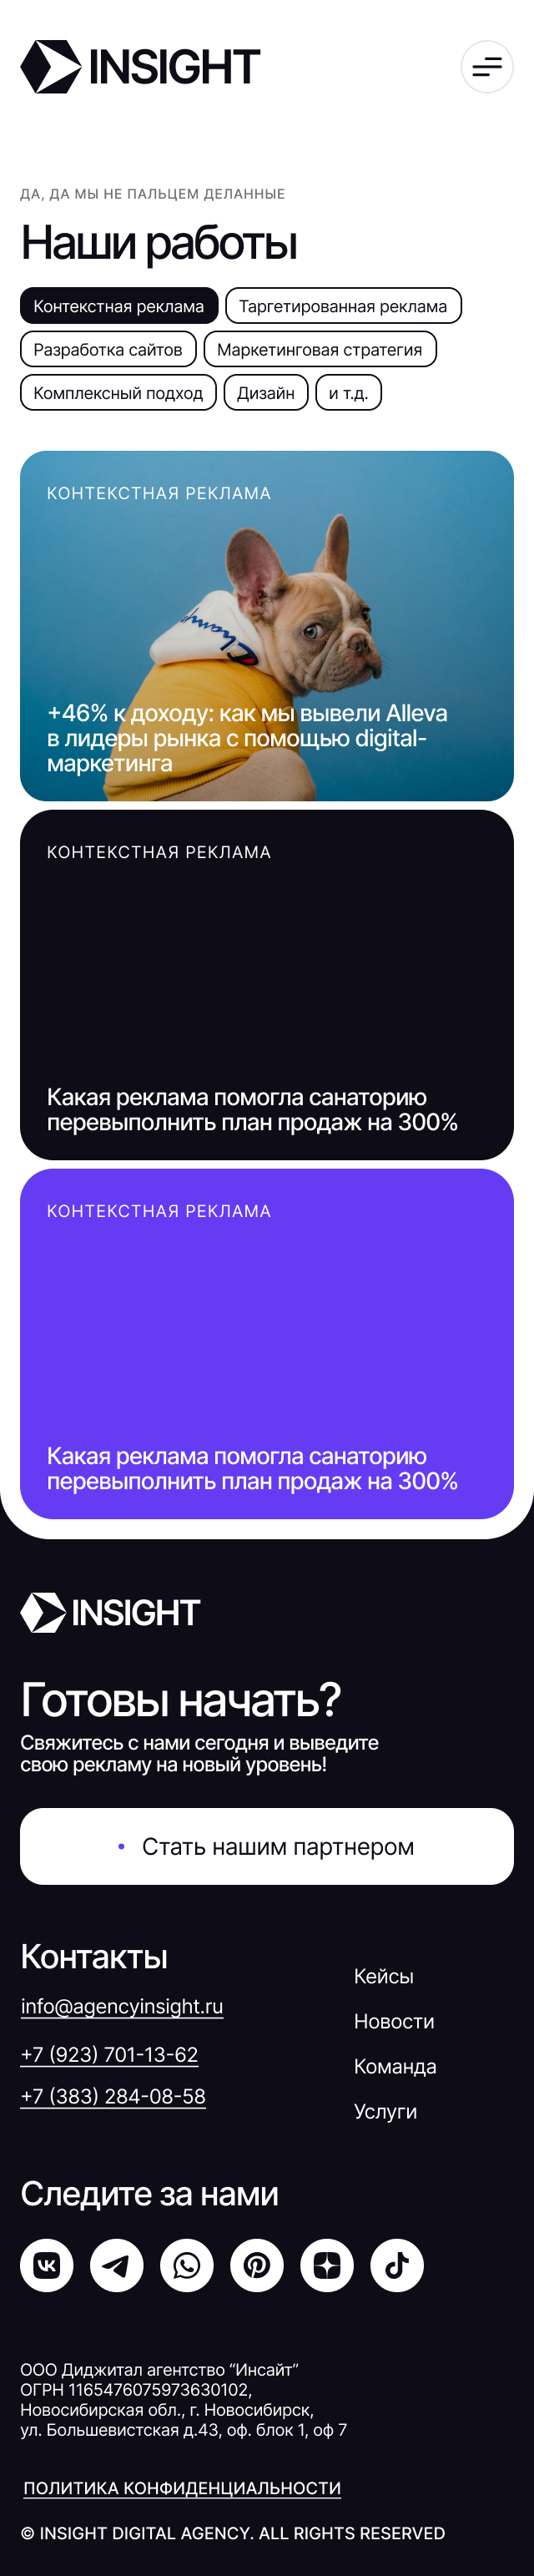 INSIGHT
ДА, ДА МЫ НЕ ПАЛЬЦЕМ ДЕЛАННЫЕ
Наши работы
Контекстная реклама
Таргетированная реклама
Разработка сайтов
Маркетинговая стратегия
Комплексный подход
Дизайн
и т.д.
КОНТЕКСТНАЯ РЕКЛАМА
Champion
+46% к доходу: как мы вывели Alleva
в лидеры рынка с помощью digital-
маркетинга
КОНТЕКСТНАЯ РЕКЛАМА
Какая реклама помогла санаторию
перевыполнить план продаж на 300%
КОНТЕКСТНАЯ РЕКЛАМА
Какая реклама помогла санаторию
перевыполнить план продаж на 300%
INSIGHT
Готовы начать?
Свяжитесь с нами сегодня и выведите
свою рекламу на новый уровень!
Стать нашим партнером
Контакты
info@agencyinsight.ru
+7 (923) 701-13-62
+7 (383) 284-08-58
Кейсы
Новости
Команда
Услуги
Следите за нами
ООО Диджитал агентство “Инсайт”
ОГРН 1165476075973630102,
Новосибирская обл., г. Новосибирск,
ул. Большевистская д.43, оф. блок 1, оф 7
ПОЛИТИКА КОНФИДЕНЦИАЛЬНОСТИ
© INSIGHT DIGITAL AGENCY. ALL RIGHTS RESERVED